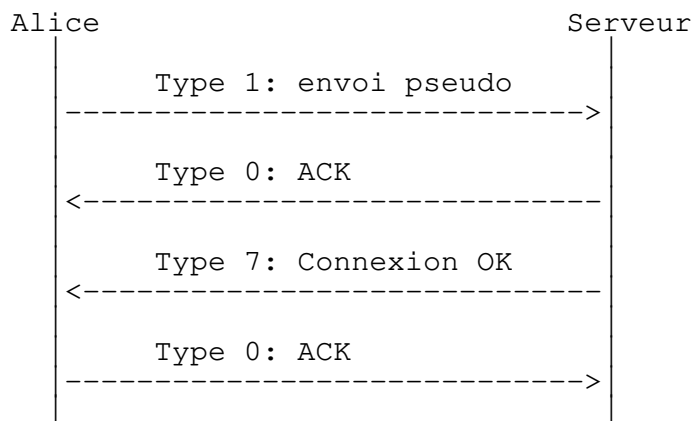 Alice Serveur
Type 1: envoi pseudo
Type 0: ACK
Type 7: Connexion OK
Type 0: ACK